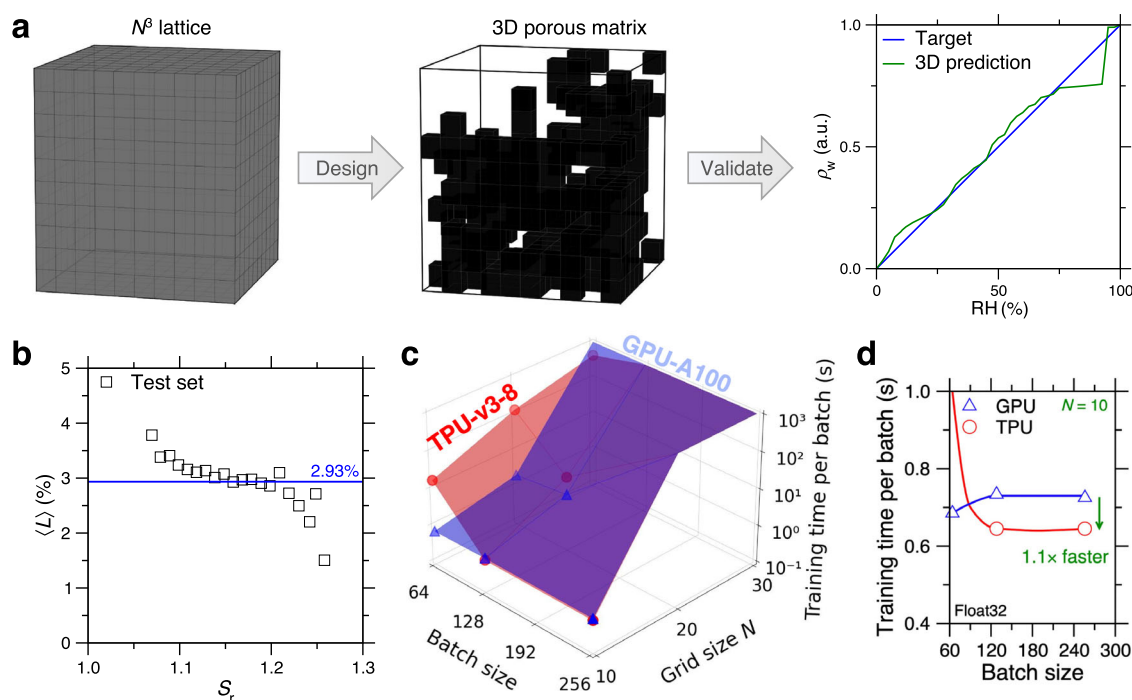 a
N³ lattice
3D porous matrix
Design
Validate
1.0
0.5
0.0
ρw (a.u.)
Target
3D prediction
0
50
100
RH (%)
b
5
4
3
2
1
0
⟨L⟩ (%)
Test set
2.93%
1.0
1.1
1.2
1.3
Sr
c
TPU-v3-8
GPU-A100
10³
10²
10¹
10⁰
10⁻¹
Training time per batch (s)
64
128
192
256
Batch size
10
20
30
Grid size N
d
1.0
0.8
0.6
0.4
Training time per batch (s)
GPU
TPU
N = 10
1.1× faster
Float32
60
120
180
240
300
Batch size